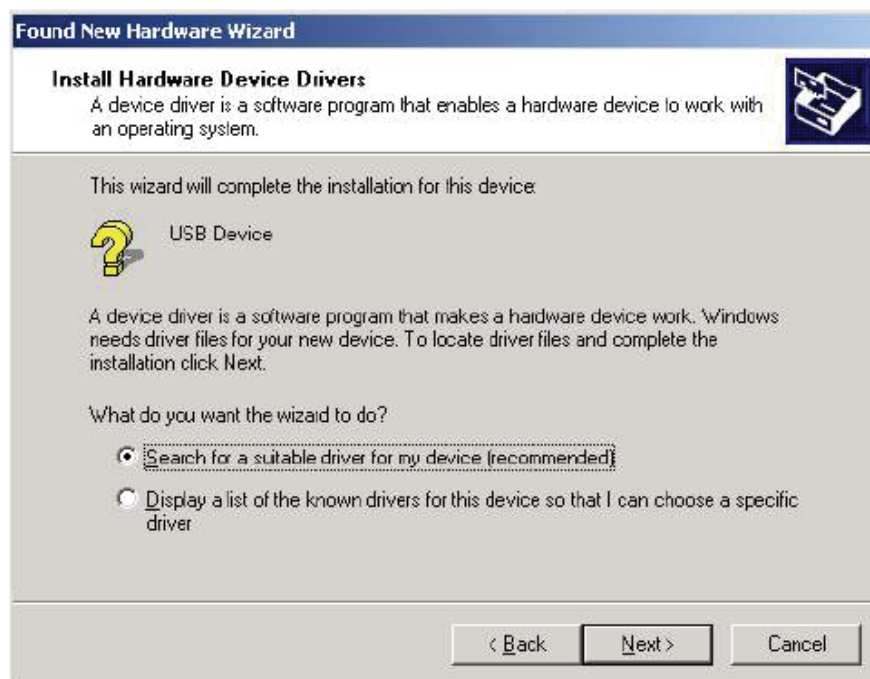 Found New Hardware Wizard
Install Hardware Device Drivers
A device driver is a software program that enables a hardware device to work with
an operating system.
This wizard will complete the installation for this device:
USB Device
A device driver is a software program that makes a hardware device work. Windows
needs driver files for your new device. To locate driver files and complete the
installation click Next.
What do you want the wizard to do?
Search for a suitable driver for my device (recommended)
Display a list of the known drivers for this device so that I can choose a specific
driver
< Back
Next >
Cancel